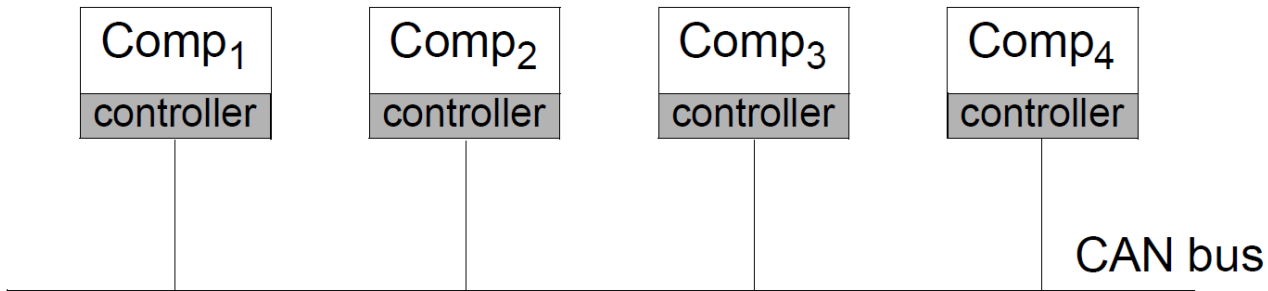 Comp₁ Comp₂ Comp₃ Comp₄
controller controller controller controller
CAN bus